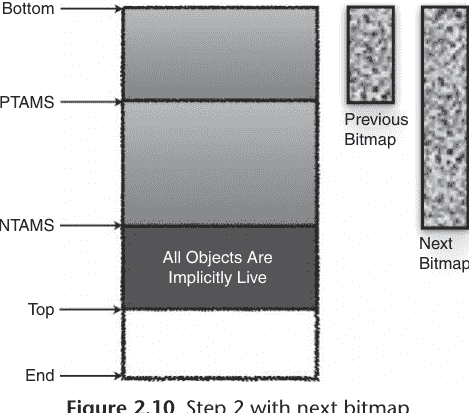 Bottom
PTAMS
Previous
Bitmap
NTAMS
All Objects Are
Implicitly Live
Next
Bitmap
Top
End
Figure 2.10 Step 2 with next bitmap